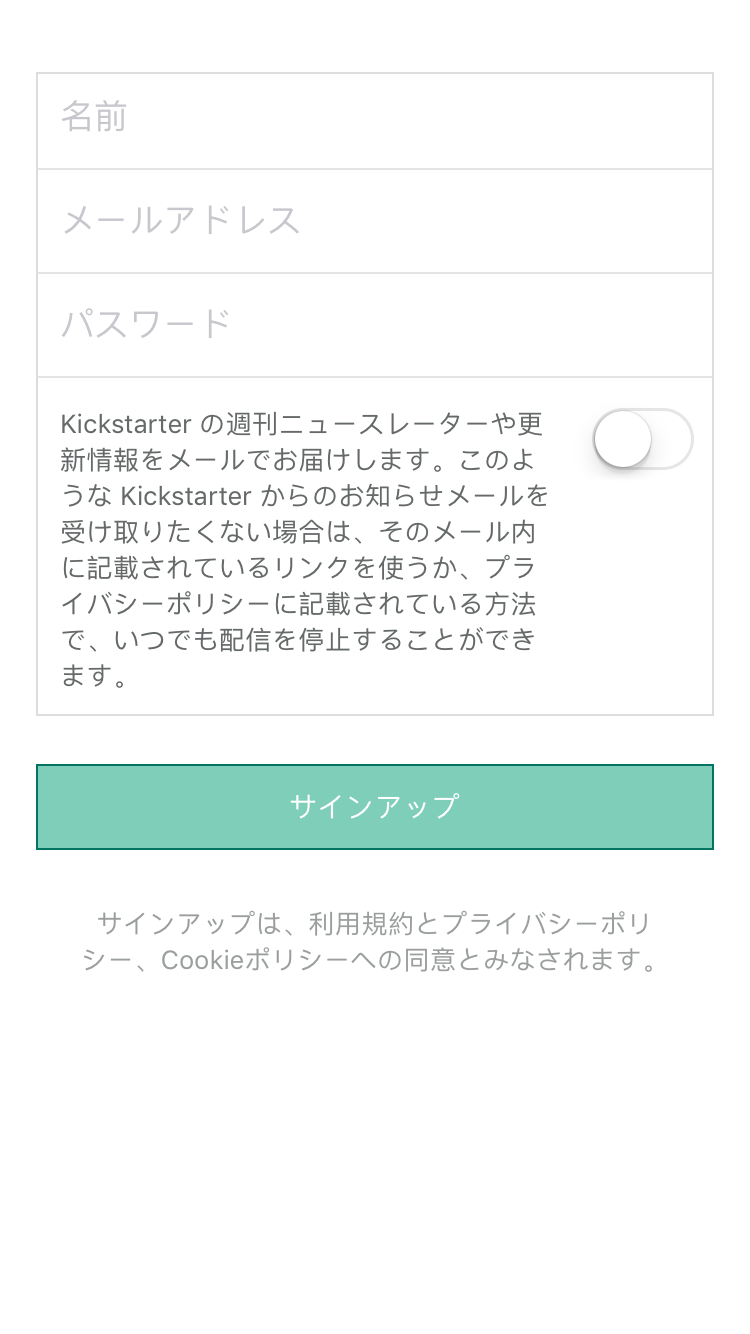 名前
メールアドレス
パスワード
Kickstarter の週刊ニュースレーターや更
新情報をメールでお届けします。このよ
うな Kickstarter からのお知らせメールを
受け取りたくない場合は、そのメール内
に記載されているリンクを使うか、プラ
イバシーポリシーに記載されている方法
で、いつでも配信を停止することができ
ます。
サインアップ
サインアップは、利用規約とプライバシーポリ
シー、Cookieポリシーへの同意とみなされます。